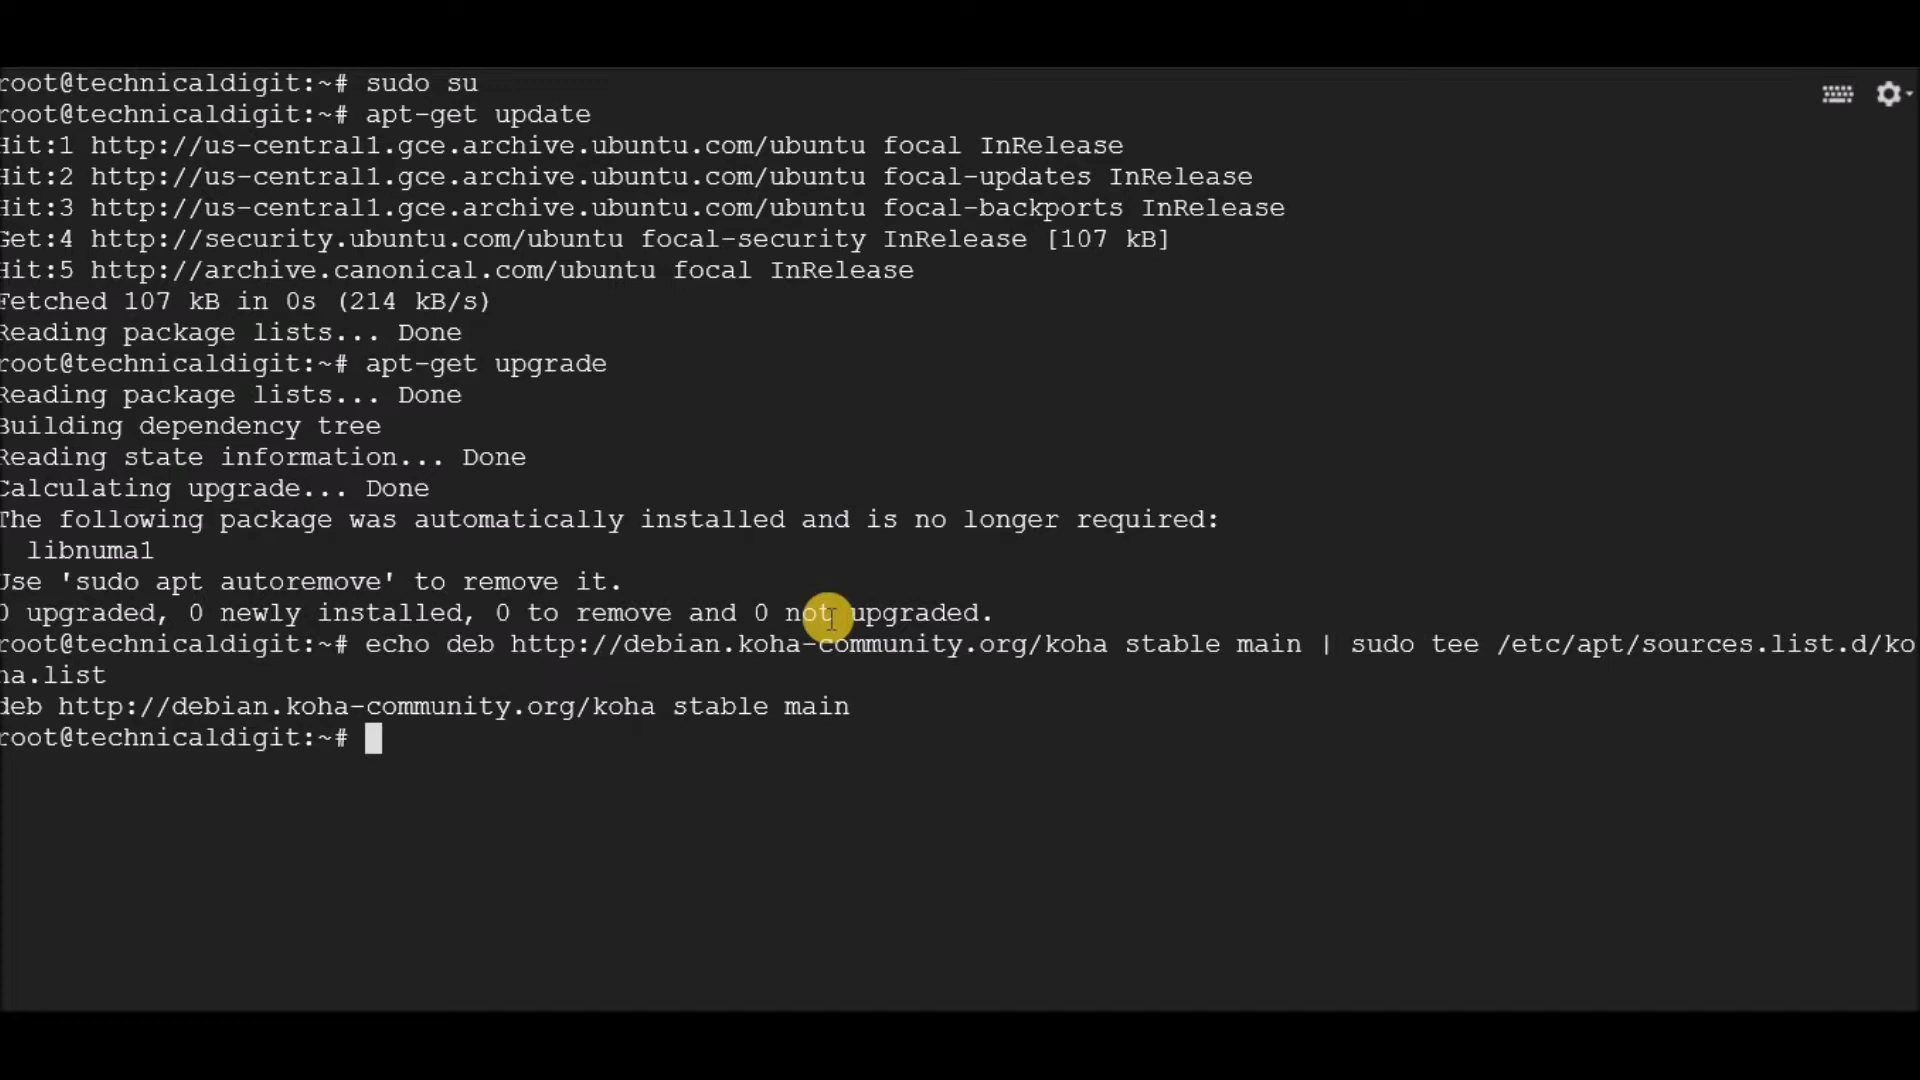 root@technicaldigit:~# sudo su
root@technicaldigit:~# apt-get update
Hit:1 http://us-central1.gce.archive.ubuntu.com/ubuntu focal InRelease
Hit:2 http://us-central1.gce.archive.ubuntu.com/ubuntu focal-updates InRelease
Hit:3 http://us-central1.gce.archive.ubuntu.com/ubuntu focal-backports InRelease
Get:4 http://security.ubuntu.com/ubuntu focal-security InRelease [107 kB]
Hit:5 http://archive.canonical.com/ubuntu focal InRelease
Fetched 107 kB in 0s (214 kB/s)
Reading package lists... Done
root@technicaldigit:~# apt-get upgrade
Reading package lists... Done
Building dependency tree
Reading state information... Done
Calculating upgrade... Done
The following package was automatically installed and is no longer required:
  libnuma1
Use 'sudo apt autoremove' to remove it.
0 upgraded, 0 newly installed, 0 to remove and 0 not upgraded.
root@technicaldigit:~# echo deb http://debian.koha-community.org/koha stable main | sudo tee /etc/apt/sources.list.d/ko
ha.list
deb http://debian.koha-community.org/koha stable main
root@technicaldigit:~#